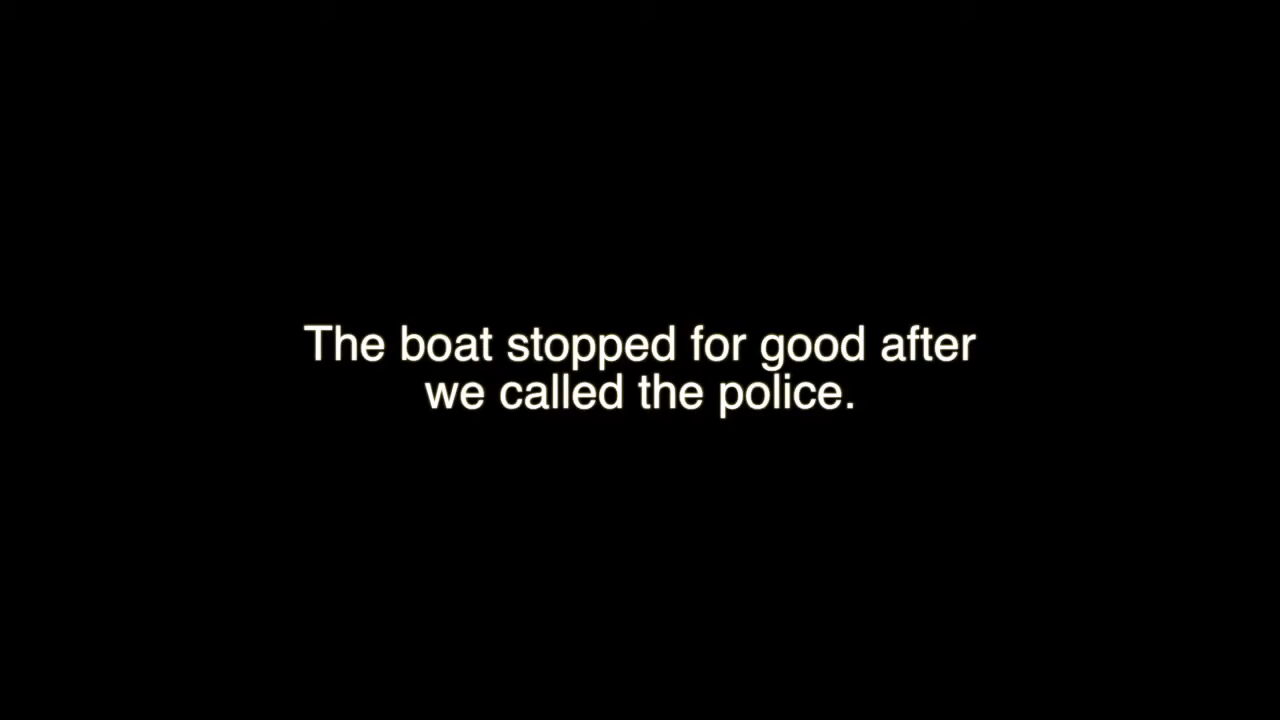 The boat stopped for good after
we called the police.